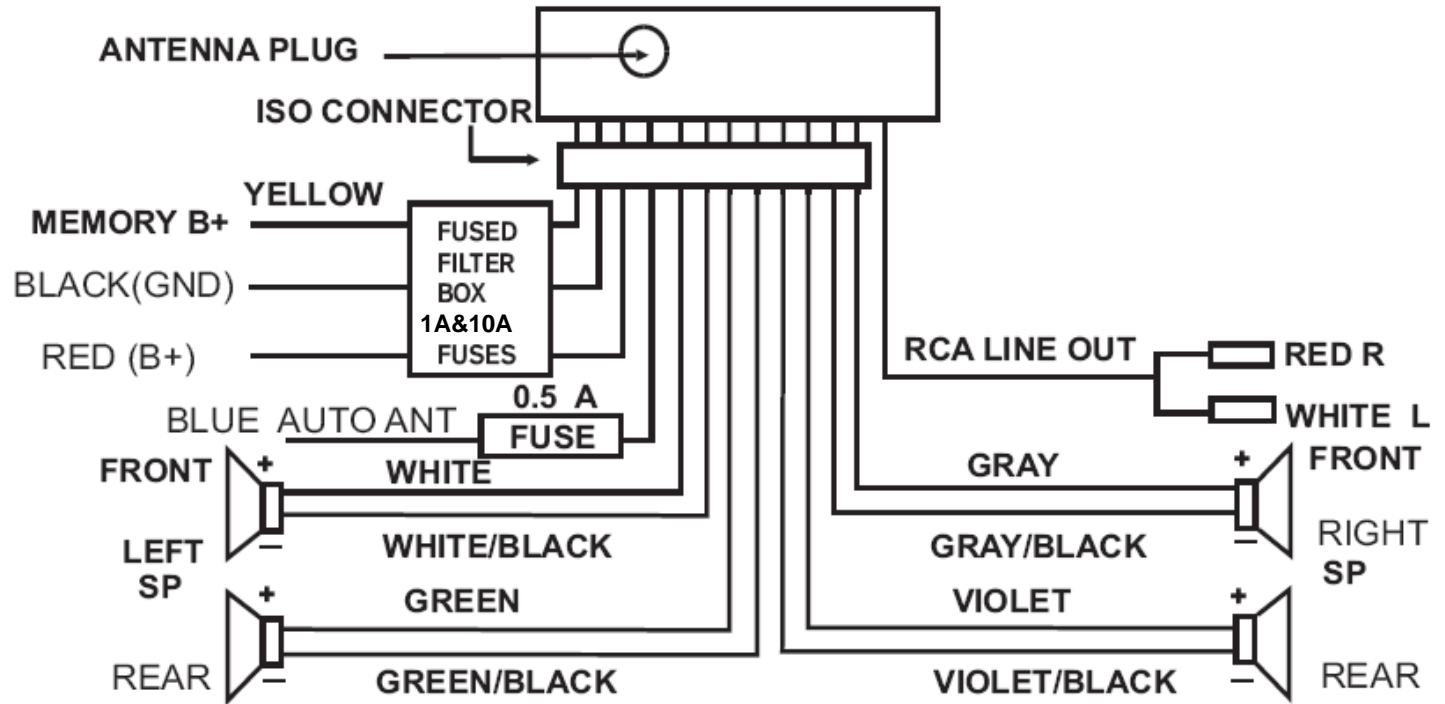 ANTENNA PLUG
ISO CONNECTOR
YELLOW
MEMORY B+
BLACK(GND)
RED (B+)
FUSED
FILTER
BOX
1A&10A
FUSES
0.5 A
FUSE
BLUE AUTO ANT
RCA LINE OUT
RED R
WHITE L
FRONT
+
WHITE
WHITE/BLACK
–
LEFT
SP
+
GREEN
GREEN/BLACK
–
REAR
GRAY
+
FRONT
GRAY/BLACK
–
RIGHT
SP
VIOLET
+
VIOLET/BLACK
–
REAR